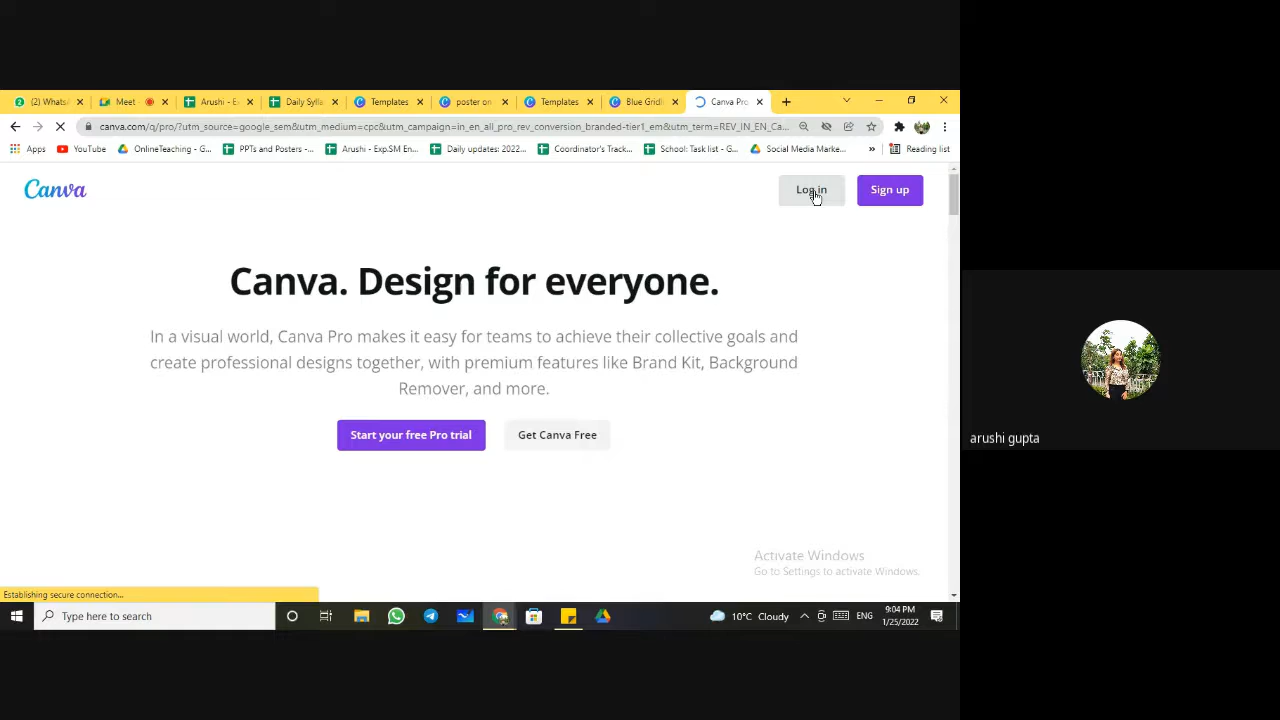 (2) Whats
Meet
Arushi - E
Daily Sylla
Templates
poster on
Templates
Blue Gridl
Canva Pro
canva.com/q/pro/?utm_source=google_sem&utm_medium=cpc&utm_campaign=in_en_all_pro_rev_conversion_branded-tier1_em&utm_term=REV_IN_EN_Ca...
Apps
YouTube
OnlineTeaching - G...
PPTs and Posters -...
Arushi - Exp.SM En...
Daily updates: 2022...
Coordinator's Track...
School: Task list - G...
Social Media Marke...
»
Reading list
Canva
Log in
Sign up
Canva. Design for everyone.
In a visual world, Canva Pro makes it easy for teams to achieve their collective goals and
create professional designs together, with premium features like Brand Kit, Background
Remover, and more.
Start your free Pro trial
Get Canva Free
arushi gupta
Activate Windows
Go to Settings to activate Windows.
Establishing secure connection...
Type here to search
10°C Cloudy
ENG
9:04 PM
1/25/2022